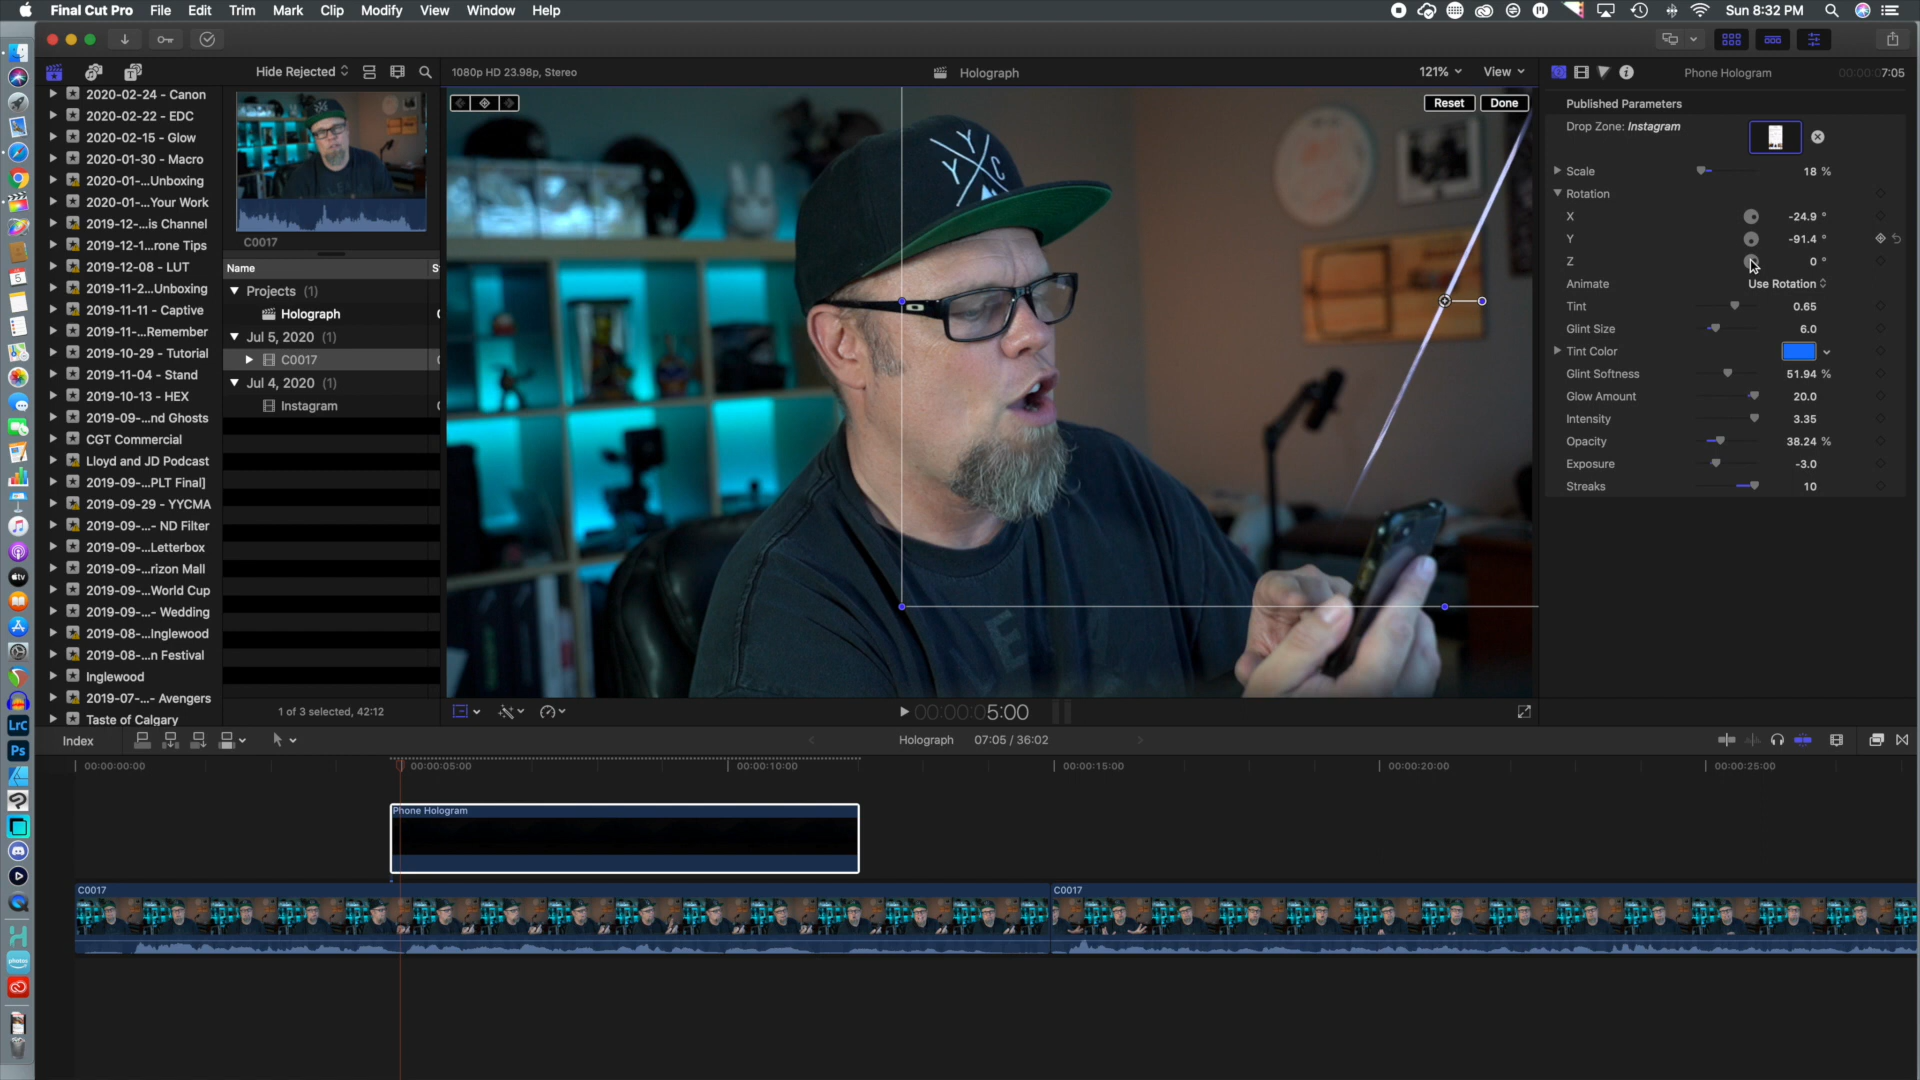 Final Cut Pro File Edit Trim Mark Clip Modify View Window Help
Sun 8:32 PM
Hide Rejected
1080p HD 23.98p, Stereo
Holograph
121%
View
Phone Hologram
00:00:07:05
2020-02-24 - Canon
2020-02-22 - EDC
2020-02-15 - Glow
2020-01-30 - Macro
2020-01-...Unboxing
2020-01-...Your Work
2019-12-...is Channel
2019-12-1...rone Tips
2019-12-08 - LUT
2019-11-2...Unboxing
2019-11-11 - Captive
2019-11-...Remember
2019-10-29 - Tutorial
2019-11-04 - Stand
2019-10-13 - HEX
2019-09-...nd Ghosts
CGT Commercial
Lloyd and JD Podcast
2019-09-...PLT Final]
2019-09-29 - YYCMA
2019-09-...- ND Filter
2019-09-...Letterbox
2019-09-...rizon Mall
2019-09-...World Cup
2019-09-...- Wedding
2019-08-...Inglewood
2019-08-...n Festival
Inglewood
2019-07-...- Avengers
Taste of Calgary
C0017
Name
S
Projects (1)
Holograph
Jul 5, 2020 (1)
C0017
Jul 4, 2020 (1)
Instagram
1 of 3 selected, 42:12
Reset
Done
YYC
00:00:05:00
Published Parameters
Drop Zone: Instagram
Scale 18 %
Rotation
X -24.9 °
Y -91.4 °
Z 0 °
Animate Use Rotation
Tint 0.65
Glint Size 6.0
Tint Color
Glint Softness 51.94 %
Glow Amount 20.0
Intensity 3.35
Opacity 38.24 %
Exposure -3.0
Streaks 10
Index
Holograph 07:05 / 36:02
00:00:00:00
00:00:05:00
00:00:10:00
00:00:15:00
00:00:20:00
00:00:25:00
Phone Hologram
C0017
C0017
LrC
Ps
tv
photos
5